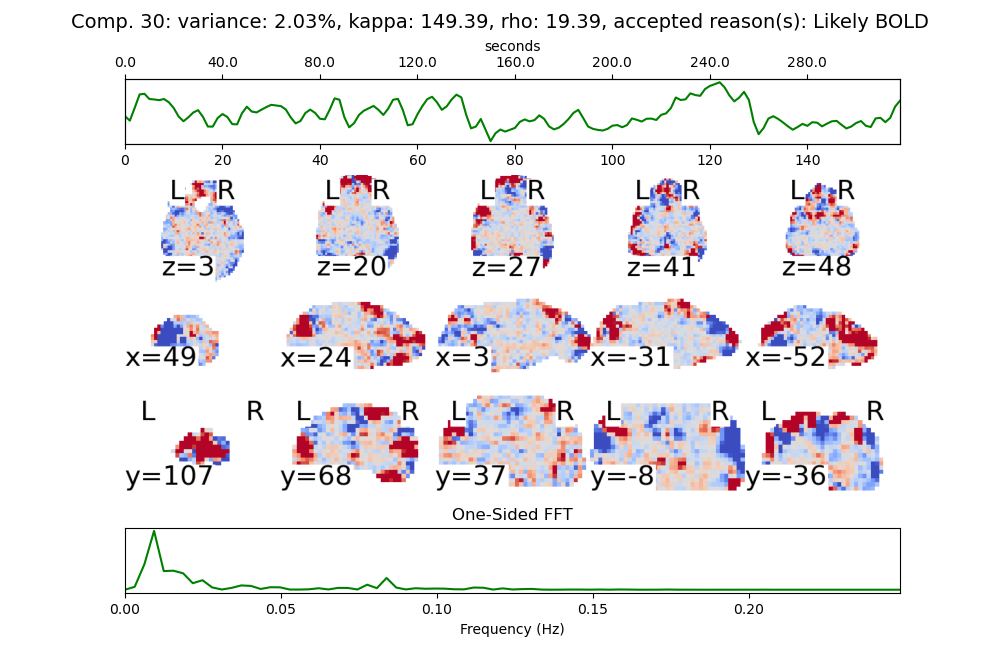 Comp. 30: variance: 2.03%, kappa: 149.39, rho: 19.39, accepted reason(s): Likely BOLD
seconds
0.0 40.0 80.0 120.0 160.0 200.0 240.0 280.0
0 20 40 60 80 100 120 140
L R L R L R L R L R
z=3 z=20 z=27 z=41 z=48
x=49 x=24 x=3 x=-31 x=-52
L R L R L R L R L R
y=107 y=68 y=37 y=-8 y=-36
One-Sided FFT
0.00 0.05 0.10 0.15 0.20
Frequency (Hz)